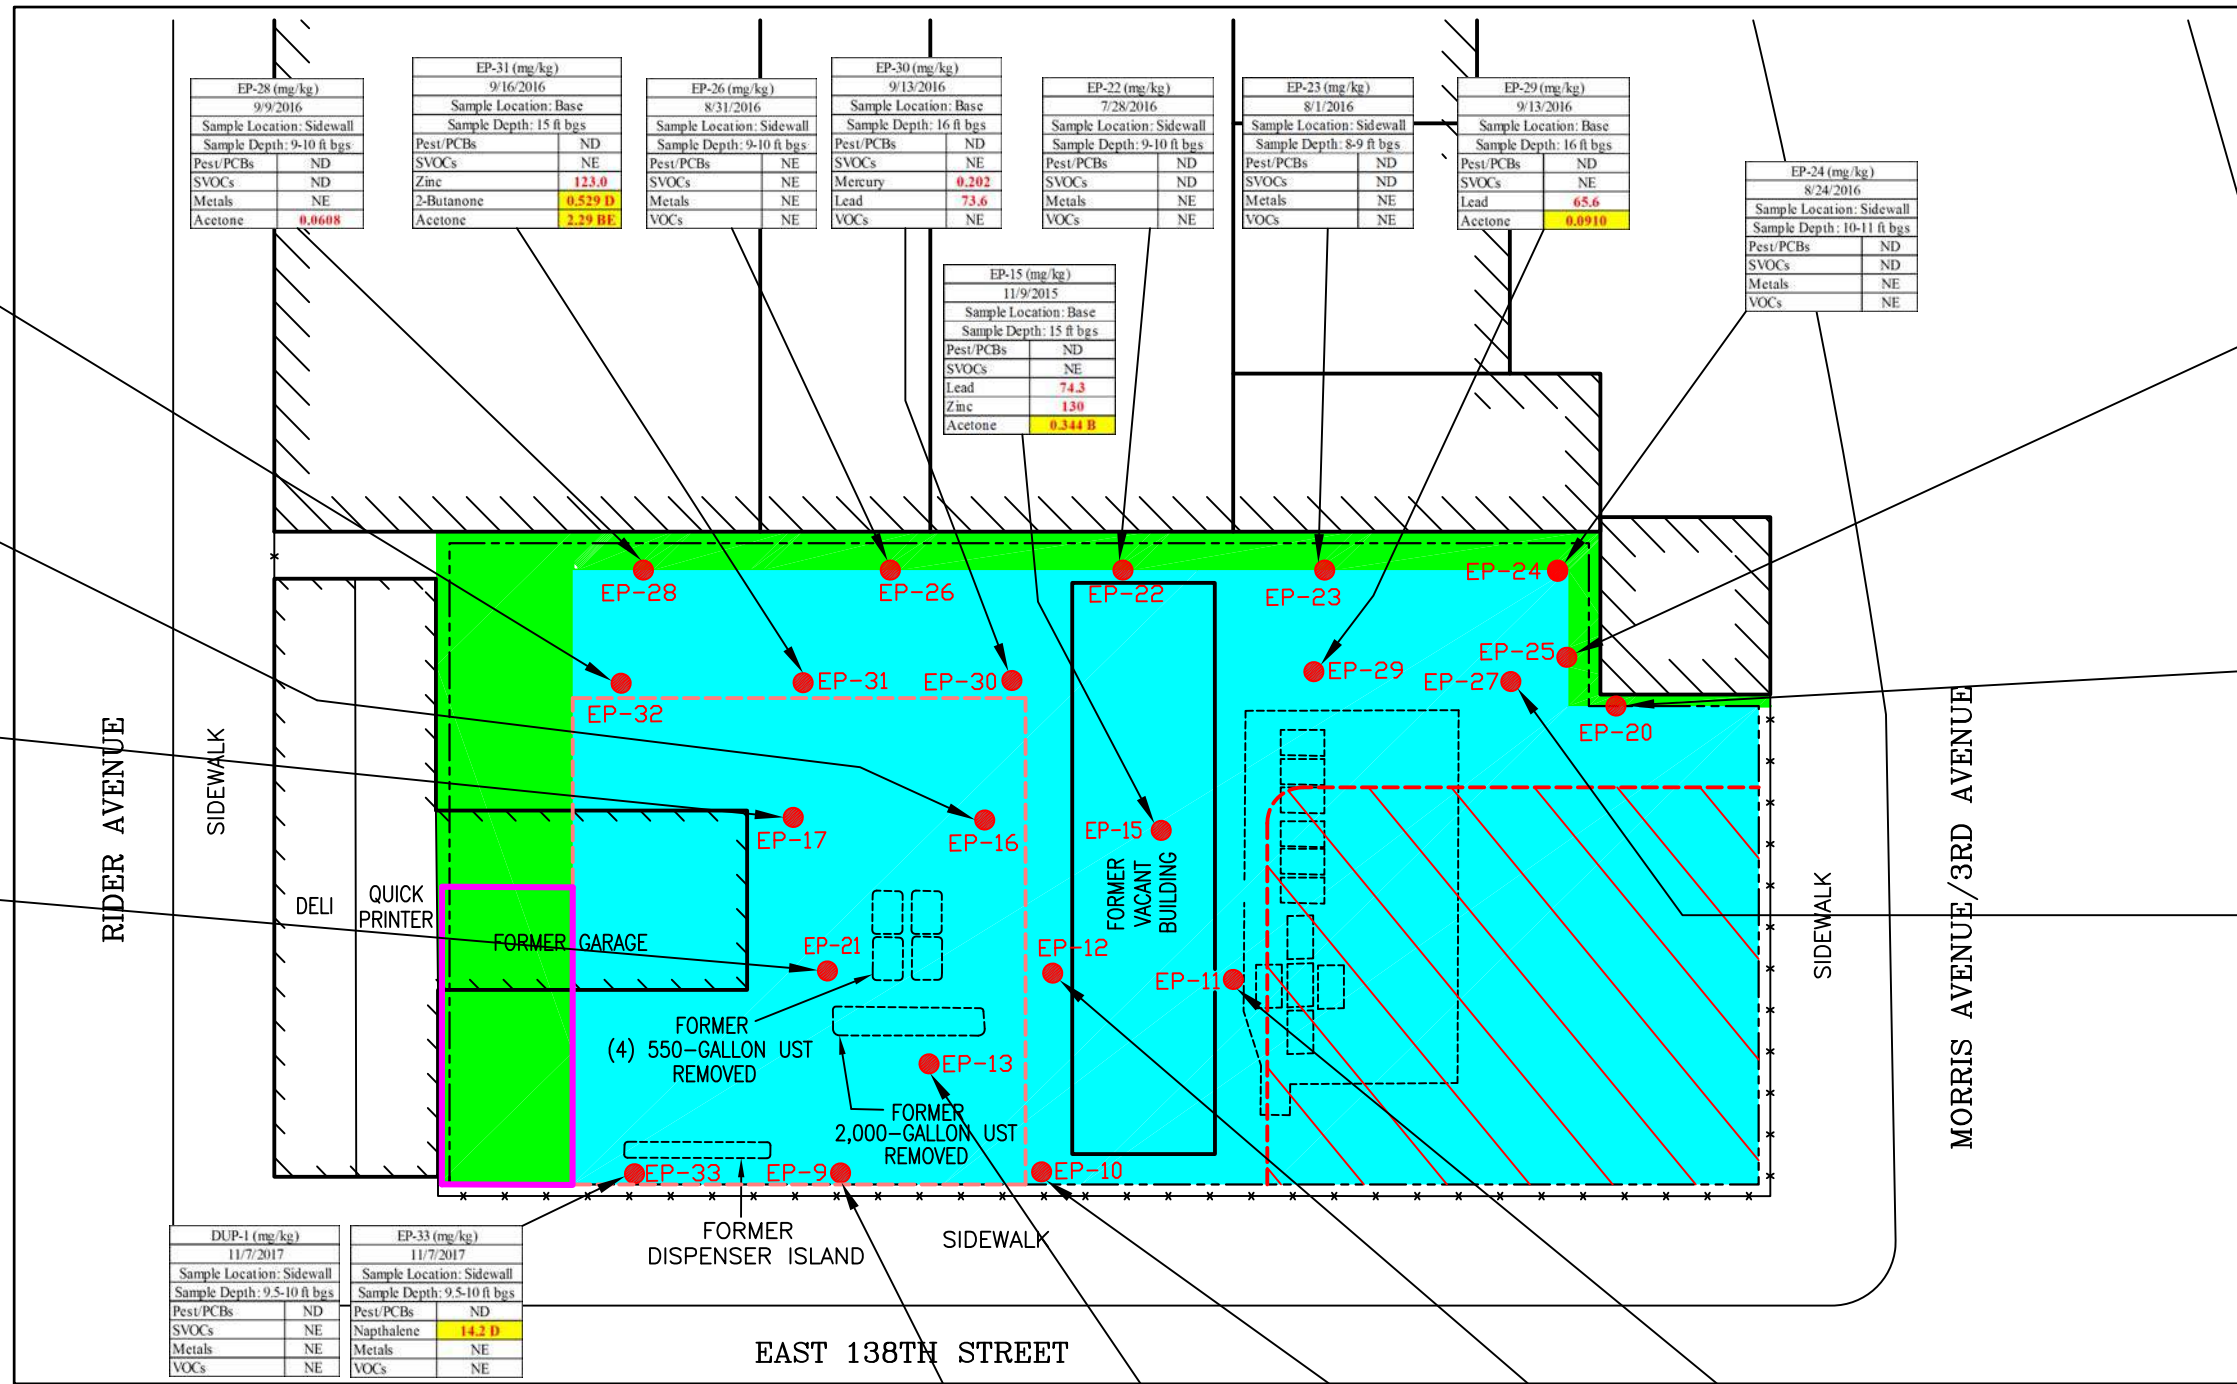 EP-28 (mg/kg)
9/9/2016
Sample Location: Sidewall
Sample Depth: 9-10 ft bgs
Pest/PCBs ND
SVOCs ND
Metals NE
Acetone 0.0608
EP-31 (mg/kg)
9/16/2016
Sample Location: Base
Sample Depth: 15 ft bgs
Pest/PCBs ND
SVOCs NE
Zinc 123.0
2-Butanone 0.529 D
Acetone 2.29 BE
EP-26 (mg/kg)
8/31/2016
Sample Location: Sidewall
Sample Depth: 9-10 ft bgs
Pest/PCBs NE
SVOCs NE
Metals NE
VOCs NE
EP-30 (mg/kg)
9/13/2016
Sample Location: Base
Sample Depth: 16 ft bgs
Pest/PCBs ND
SVOCs NE
Mercury 0.202
Lead 73.6
VOCs NE
EP-22 (mg/kg)
7/28/2016
Sample Location: Sidewall
Sample Depth: 9-10 ft bgs
Pest/PCBs ND
SVOCs ND
Metals NE
VOCs NE
EP-23 (mg/kg)
8/1/2016
Sample Location: Sidewall
Sample Depth: 8-9 ft bgs
Pest/PCBs ND
SVOCs ND
Metals NE
VOCs NE
EP-29 (mg/kg)
9/13/2016
Sample Location: Base
Sample Depth: 16 ft bgs
Pest/PCBs ND
SVOCs NE
Lead 65.6
Acetone 0.0910
EP-24 (mg/kg)
8/24/2016
Sample Location: Sidewall
Sample Depth: 10-11 ft bgs
Pest/PCBs ND
SVOCs ND
Metals NE
VOCs NE
EP-15 (mg/kg)
11/9/2015
Sample Location: Base
Sample Depth: 15 ft bgs
Pest/PCBs ND
SVOCs NE
Lead 74.3
Zinc 130
Acetone 0.344 B
EP-28
EP-26
EP-22
EP-23
EP-24
EP-25
EP-32
EP-31
EP-30
EP-29
EP-27
EP-20
EP-17
EP-16
EP-15
FORMER
VACANT
BUILDING
RIDER AVENUE
SIDEWALK
DELI
QUICK
PRINTER
FORMER GARAGE
EP-21
EP-12
EP-11
SIDEWALK
MORRIS AVENUE/3RD AVENUE
FORMER
(4) 550-GALLON UST
REMOVED
EP-13
FORMER
2,000-GALLON UST
REMOVED
EP-33
EP-9
EP-10
FORMER
DISPENSER ISLAND
SIDEWALK
DUP-1 (mg/kg)
11/7/2017
Sample Location: Sidewall
Sample Depth: 9.5-10 ft bgs
Pest/PCBs ND
SVOCs NE
Metals NE
VOCs NE
EP-33 (mg/kg)
11/7/2017
Sample Location: Sidewall
Sample Depth: 9.5-10 ft bgs
Pest/PCBs ND
Napthalene 14.2 D
Metals NE
VOCs NE
EAST 138TH STREET